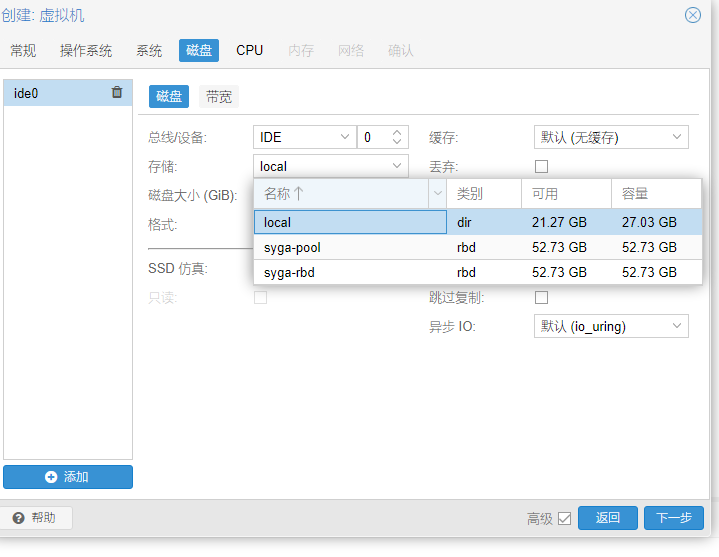 创建: 虚拟机
常规 操作系统 系统 磁盘 CPU 内存 网络 确认
ide0
磁盘 带宽
总线/设备: IDE 0 缓存: 默认 (无缓存)
存储: local 丢弃:
磁盘大小 (GiB): 名称 类别 可用 容量
格式: local dir 21.27 GB 27.03 GB
syga-pool rbd 52.73 GB 52.73 GB
SSD 仿真: syga-rbd rbd 52.73 GB 52.73 GB
只读: 跳过复制:
异步 IO: 默认 (io_uring)
添加
帮助 高级 返回 下一步